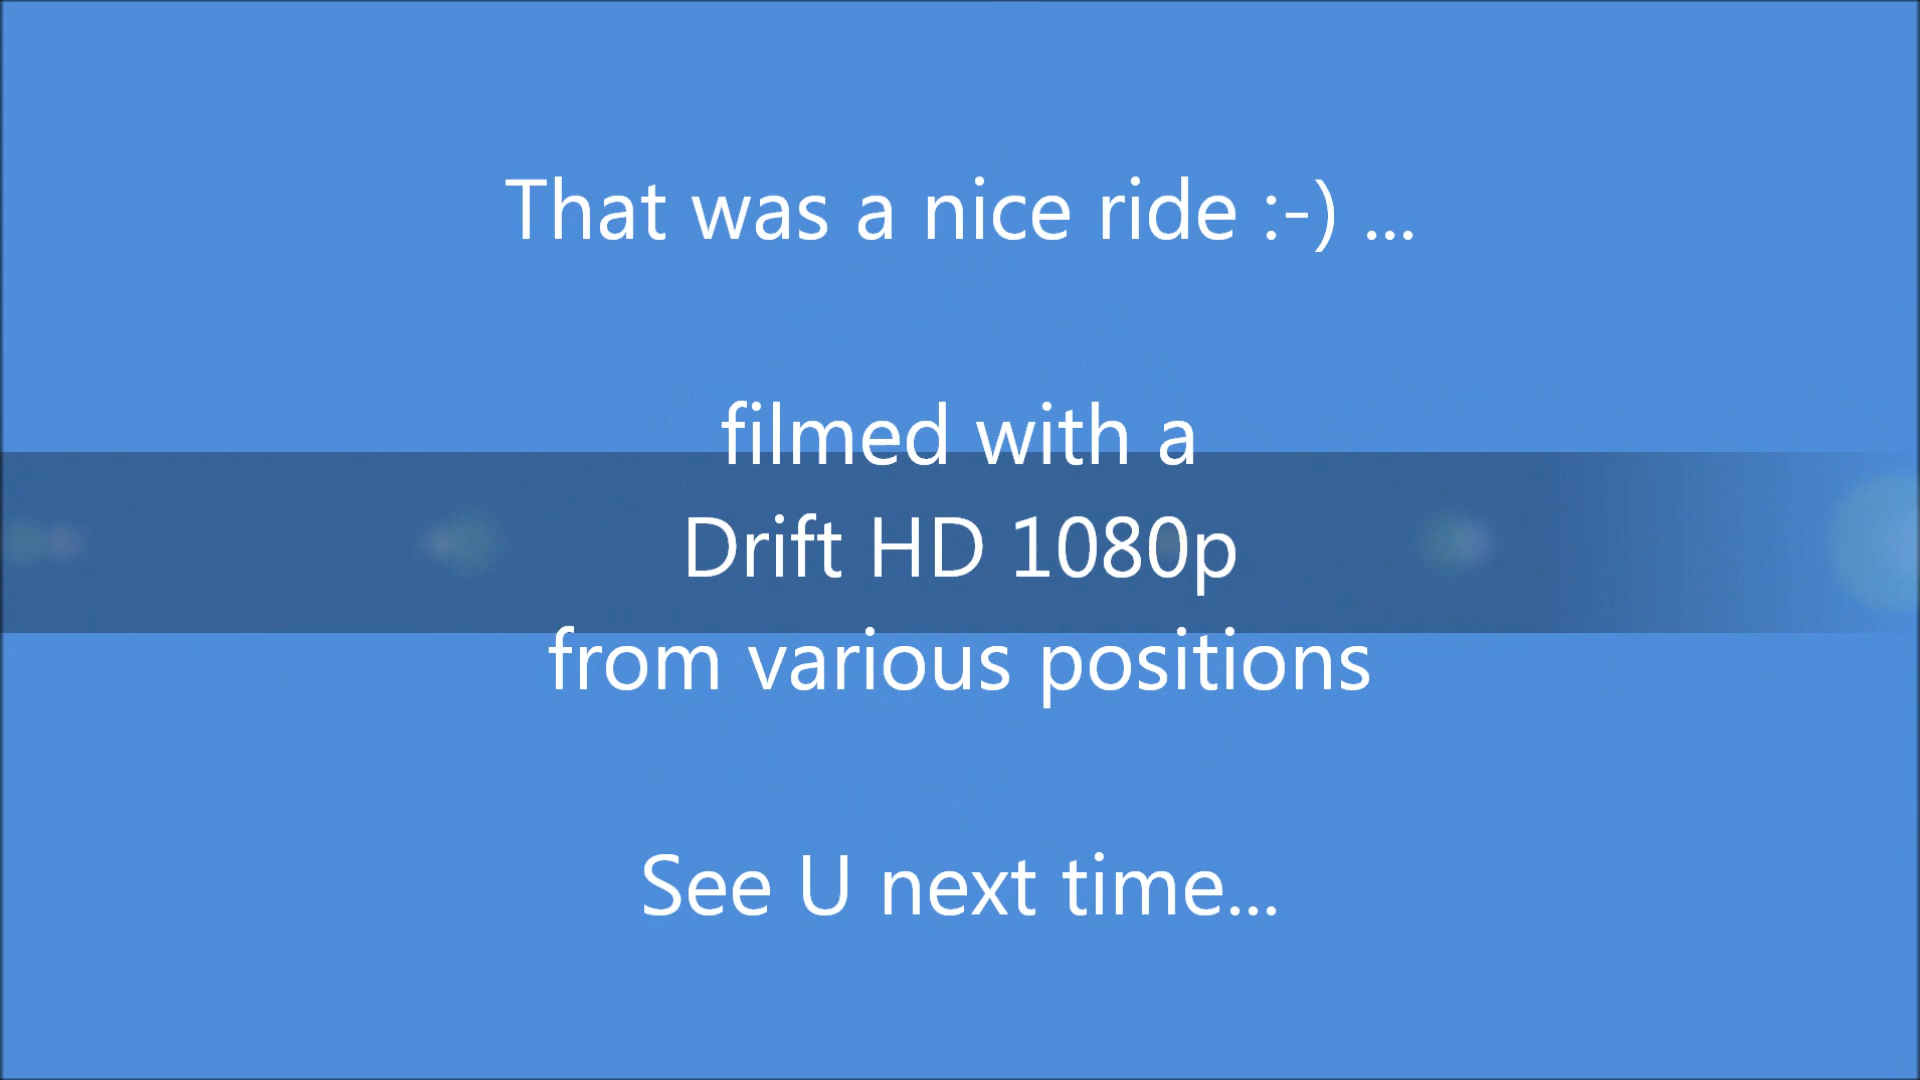 That was a nice ride :-) ...
filmed with a
Drift HD 1080p
from various positions
See U next time...